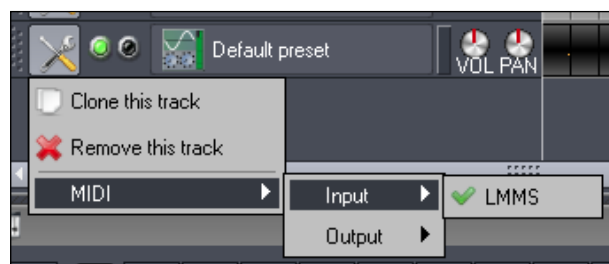 Default preset
VOL PAN
Clone this track
Remove this track
MIDI
Input
LMMS
Output